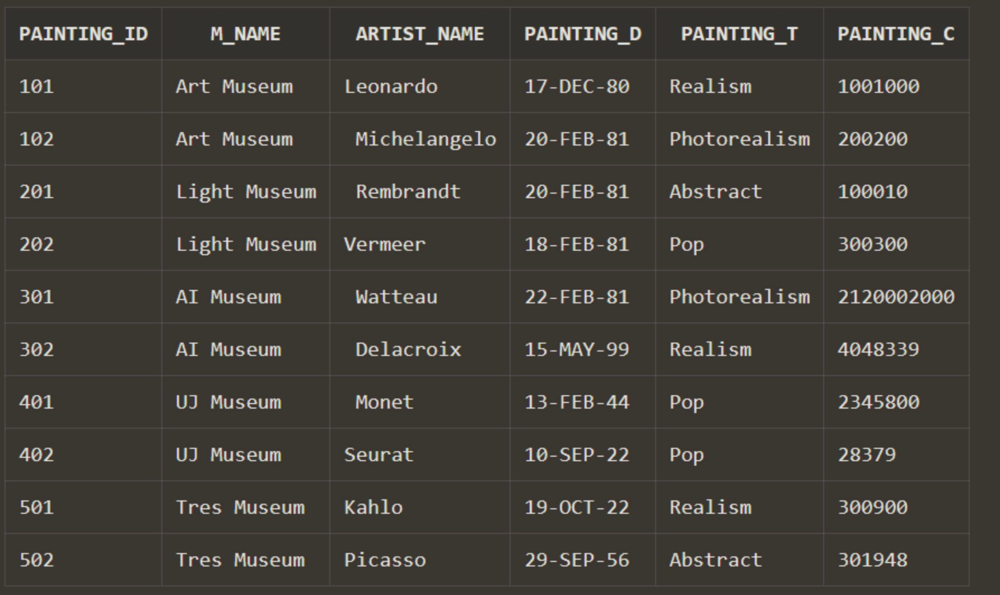 PAINTING_ID M_NAME ARTIST_NAME PAINTING_D PAINTING_T PAINTING_C
101 Art Museum Leonardo 17-DEC-80 Realism 1001000
102 Art Museum Michelangelo 20-FEB-81 Photorealism 200200
201 Light Museum Rembrandt 20-FEB-81 Abstract 100010
202 Light Museum Vermeer 18-FEB-81 Pop 300300
301 AI Museum Watteau 22-FEB-81 Photorealism 2120002000
302 AI Museum Delacroix 15-MAY-99 Realism 4048339
401 UJ Museum Monet 13-FEB-44 Pop 2345800
402 UJ Museum Seurat 10-SEP-22 Pop 28379
501 Tres Museum Kahlo 19-OCT-22 Realism 300900
502 Tres Museum Picasso 29-SEP-56 Abstract 301948